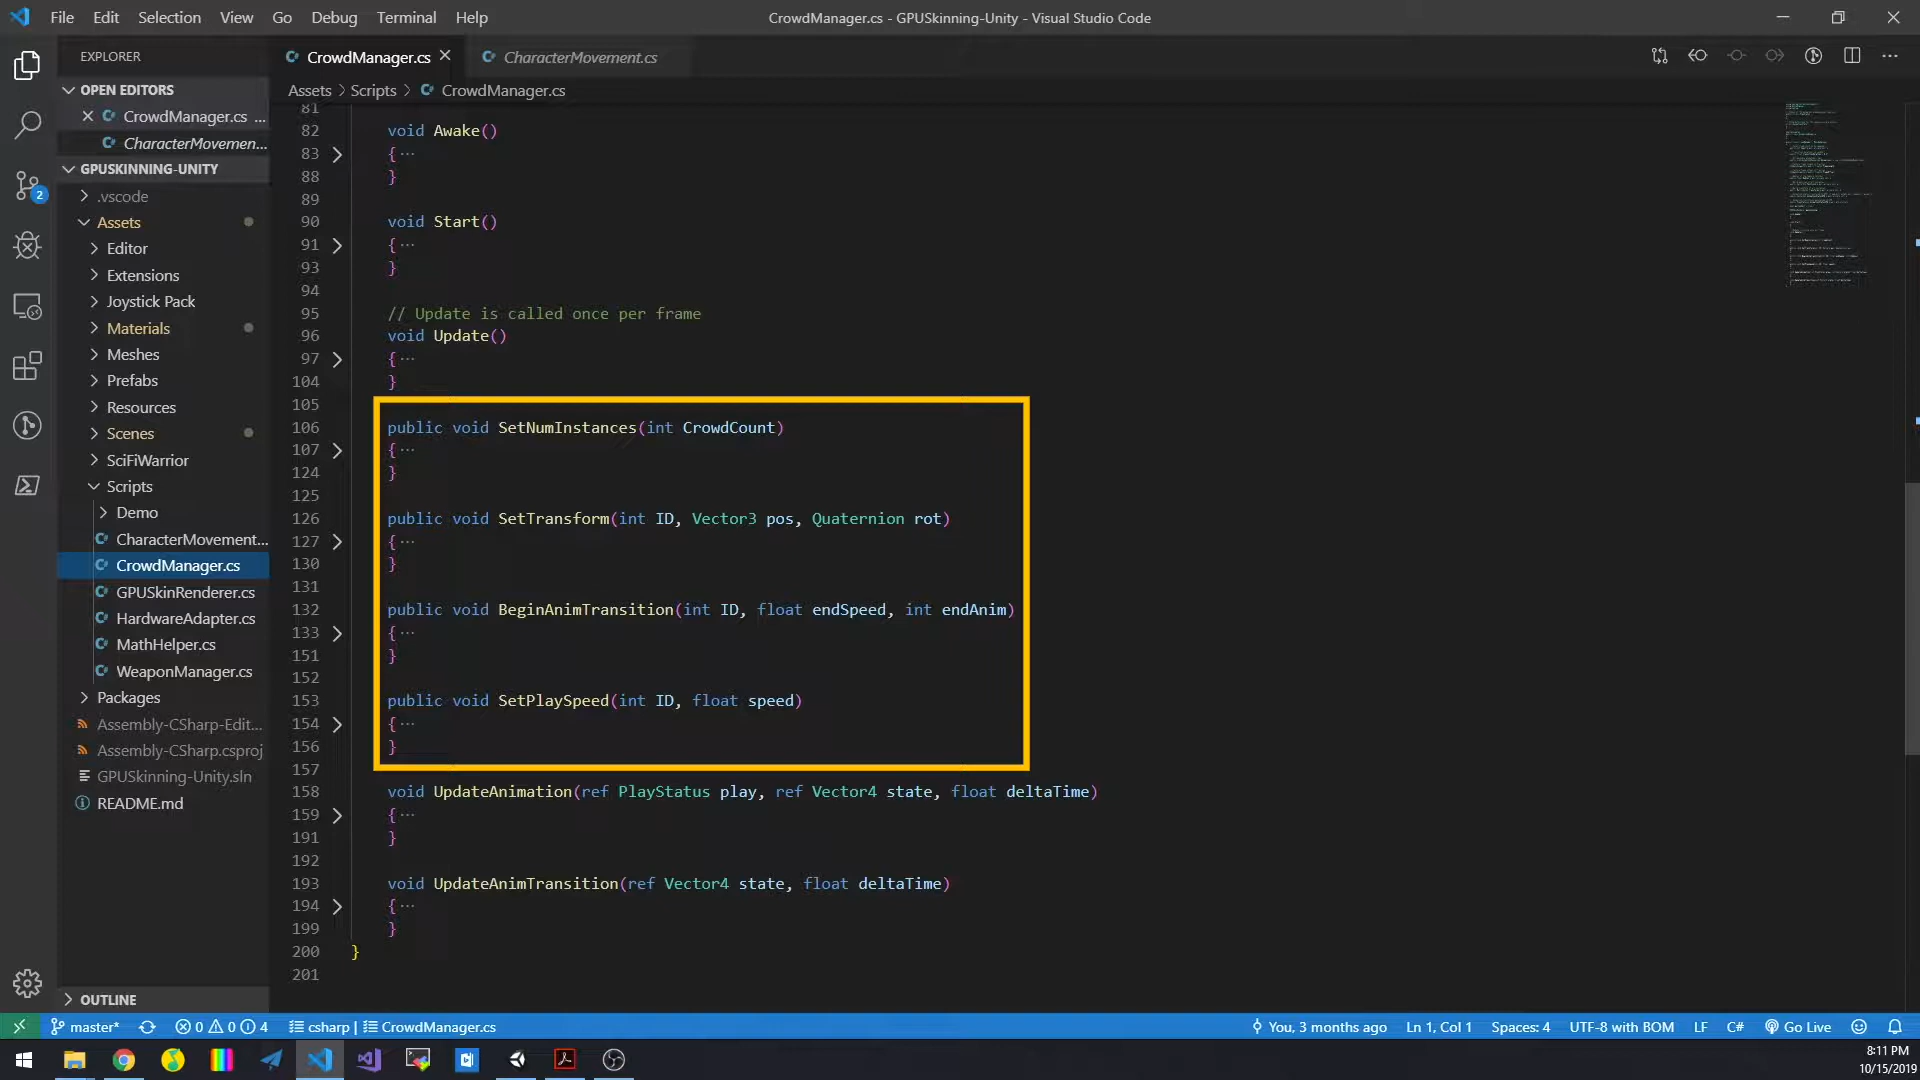 File Edit Selection View Go Debug Terminal Help
CrowdManager.cs - GPUSkinning-Unity - Visual Studio Code
EXPLORER
OPEN EDITORS
CrowdManager.cs ...
CharacterMovemen...
GPUSKINNING-UNITY
.vscode
Assets
Editor
Extensions
Joystick Pack
Materials
Meshes
Prefabs
Resources
Scenes
SciFiWarrior
Scripts
Demo
CharacterMovement...
CrowdManager.cs
GPUSkinRenderer.cs
HardwareAdapter.cs
MathHelper.cs
WeaponManager.cs
Packages
Assembly-CSharp-Edit...
Assembly-CSharp.csproj
GPUSkinning-Unity.sln
README.md
OUTLINE
2
CrowdManager.cs CharacterMovement.cs
Assets > Scripts > CrowdManager.cs
81
82 void Awake()
83 { ...
88 }
89
90 void Start()
91 { ...
93 }
94
95 // Update is called once per frame
96 void Update()
97 { ...
104 }
105
106 public void SetNumInstances(int CrowdCount)
107 { ...
124 }
125
126 public void SetTransform(int ID, Vector3 pos, Quaternion rot)
127 { ...
130 }
131
132 public void BeginAnimTransition(int ID, float endSpeed, int endAnim)
133 { ...
151 }
152
153 public void SetPlaySpeed(int ID, float speed)
154 { ...
156 }
157
158 void UpdateAnimation(ref PlayStatus play, ref Vector4 state, float deltaTime)
159 { ...
191 }
192
193 void UpdateAnimTransition(ref Vector4 state, float deltaTime)
194 { ...
199 }
200 }
201
master* 0 0 4 csharp | CrowdManager.cs
You, 3 months ago Ln 1, Col 1 Spaces: 4 UTF-8 with BOM LF C# Go Live
8:11 PM
10/15/2019